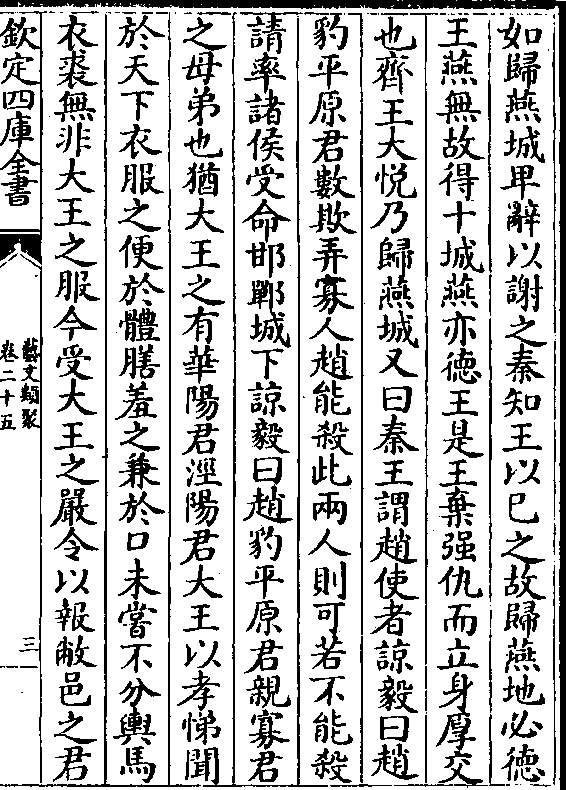 如歸燕城卑辭以謝之秦知王以已之故歸燕地必徳
王燕無故得十城燕亦徳王是王棄强仇而立身厚交
也齊王大悦乃歸燕城又曰秦王謂趙使者諒毅曰趙
豹平原君數欺弄寡人趙能殺此兩人則可若不能殺
請率諸侯受命邯鄲城下諒毅曰趙豹平原君親寡君
之母弟也猶大王之有華陽君涇陽君大王以孝悌聞
於天下衣服之便於體膳羞之兼於口未嘗不分輿馬
衣裘無非大王之服今受大王之嚴令以報敝邑之君
欽定四庫全書
藝文類聚
卷二十五
三